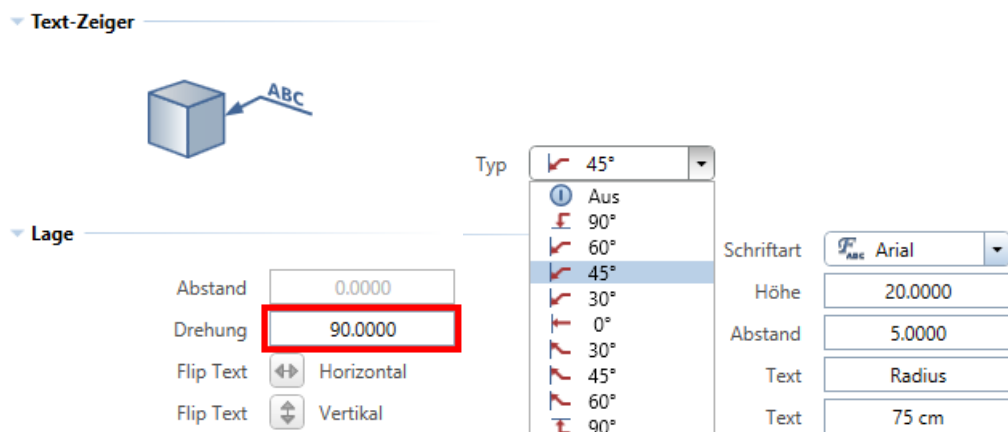 Text-Zeiger
ABC
Typ 45°
Aus
90°
60°
45°
30°
0°
30°
45°
60°
90°
Lage
Abstand 0.0000
Drehung 90.0000
Flip Text Horizontal
Flip Text Vertikal
Schriftart ABC Arial
Höhe 20.0000
Abstand 5.0000
Text Radius
Text 75 cm